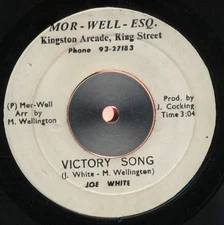 MOR-WELL-ESQ.
Kingston Arcade, King Street
Phone 93-27183
(P) Mor-Well
Arr by
M. Wellington
Prod. by
J. Cocking
Time 3:04
VICTORY SONG
(J. White - M. Wellington)
JOE WHITE